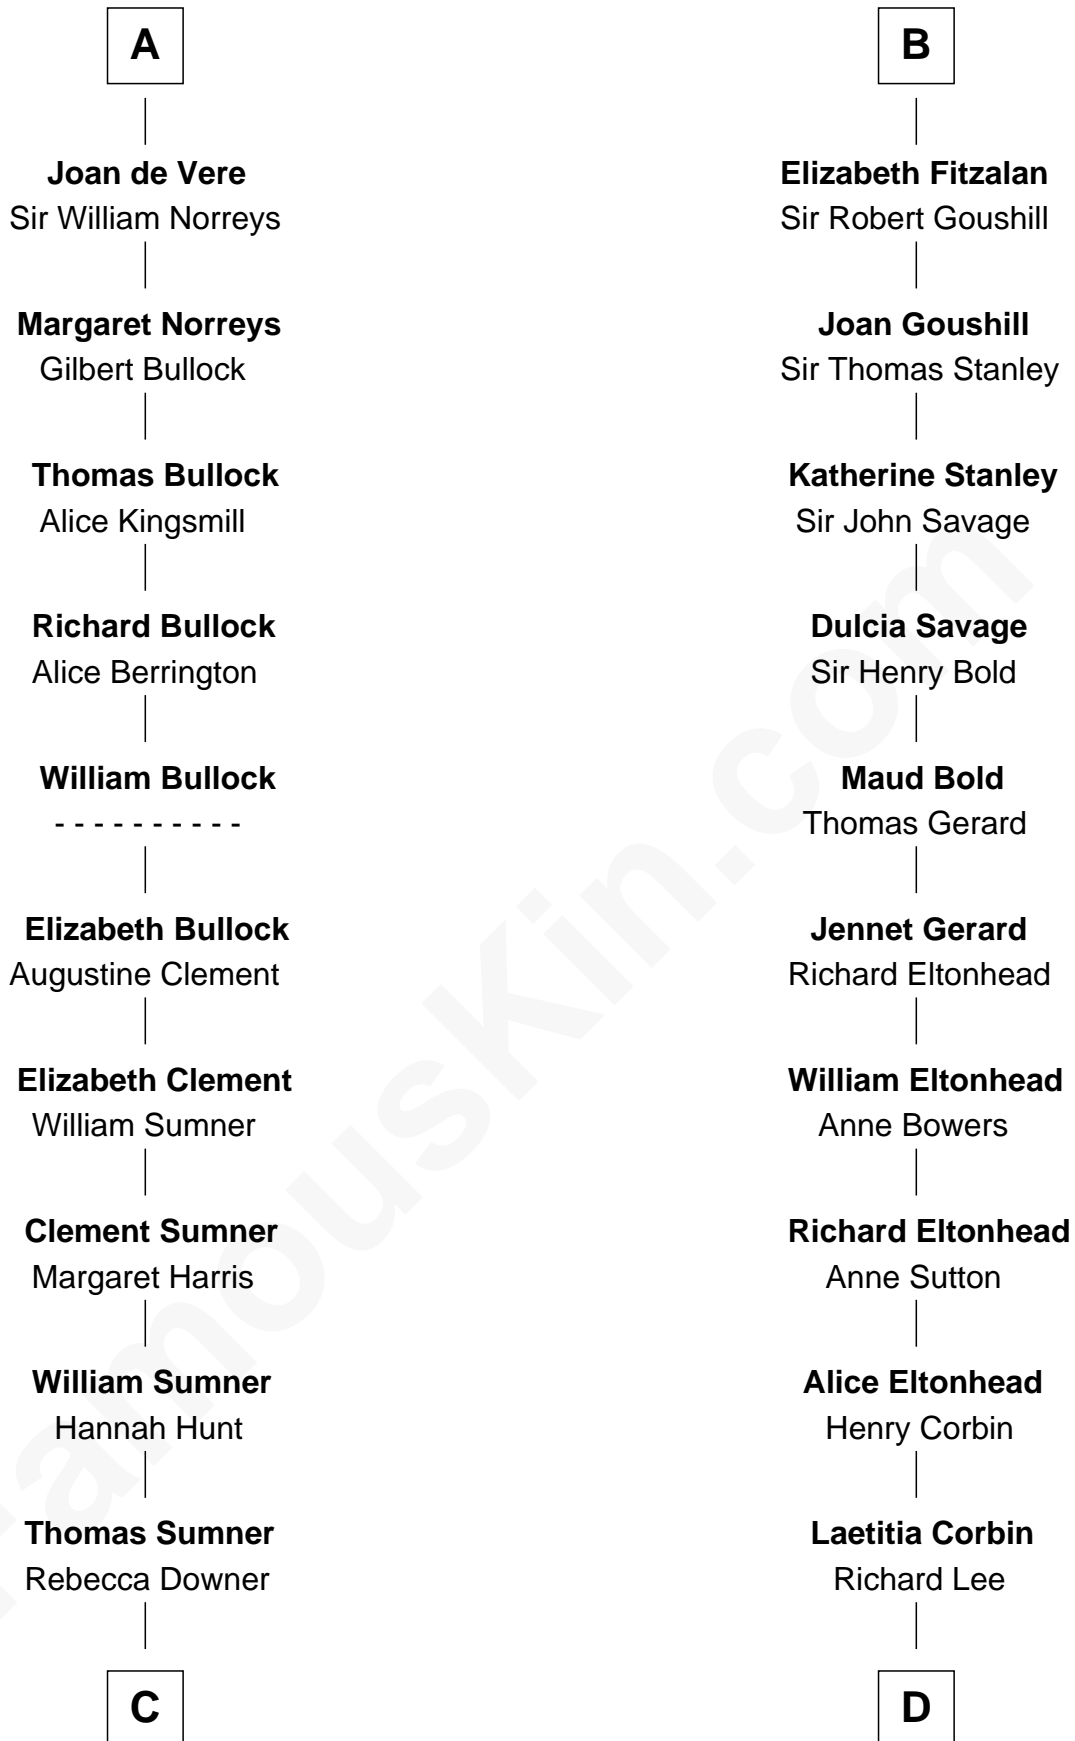 A
Joan de Vere
Sir William Norreys
Margaret Norreys
Gilbert Bullock
Thomas Bullock
Alice Kingsmill
Richard Bullock
Alice Berrington
William Bullock
- - - - - - - - - -
Elizabeth Bullock
Augustine Clement
Elizabeth Clement
William Sumner
Clement Sumner
Margaret Harris
William Sumner
Hannah Hunt
Thomas Sumner
Rebecca Downer
C
B
Elizabeth Fitzalan
Sir Robert Goushill
Joan Goushill
Sir Thomas Stanley
Katherine Stanley
Sir John Savage
Dulcia Savage
Sir Henry Bold
Maud Bold
Thomas Gerard
Jennet Gerard
Richard Eltonhead
William Eltonhead
Anne Bowers
Richard Eltonhead
Anne Sutton
Alice Eltonhead
Henry Corbin
Laetitia Corbin
Richard Lee
D
FamousKin.com